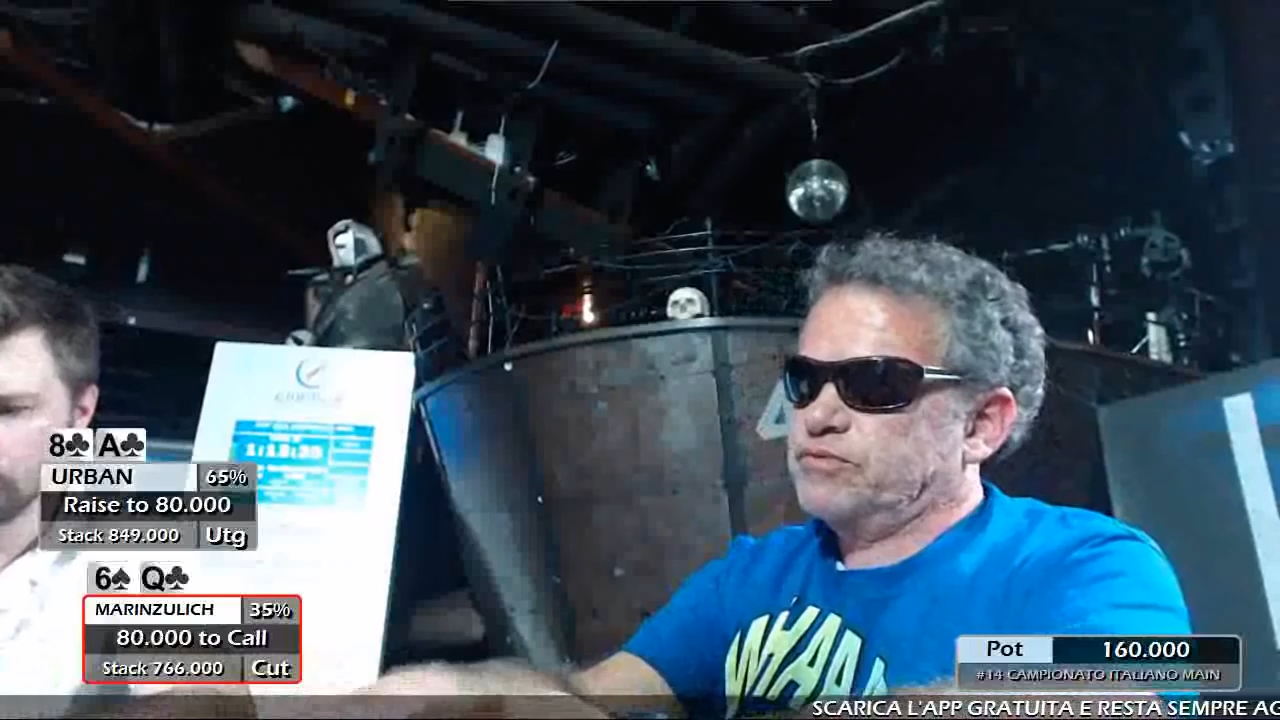 8♣ A♣
URBAN 65%
Raise to 80.000
Stack 849.000 Utg
6♠ Q♣
MARINZULICH 35%
80.000 to Call
Stack 766.000 Cut
Pot 160.000
#14 CAMPIONATO ITALIANO MAIN
SCARICA L'APP GRATUITA E RESTA SEMPRE AG